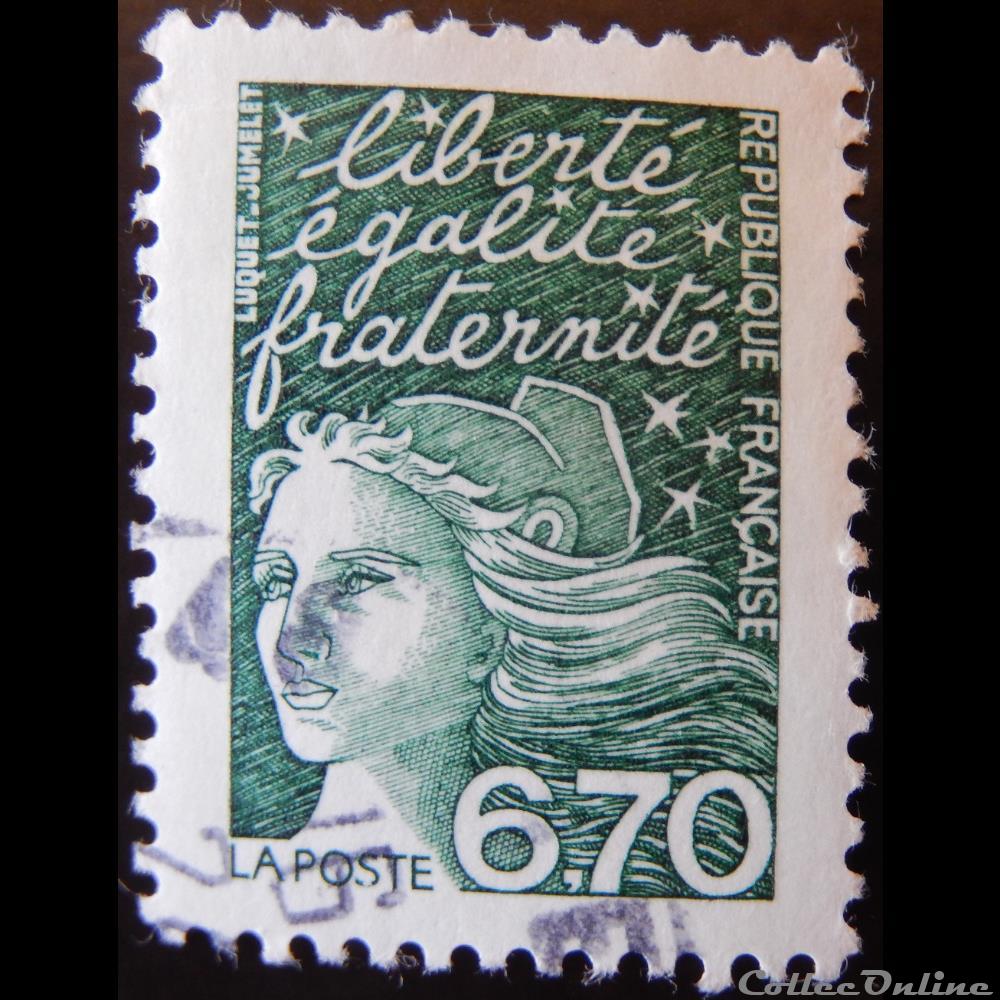 liberté
égalité
fraternité
LUQUET-JUMELET
REPUBLIQUE FRANÇAISE
6,70
LA POSTE
CollecOnline